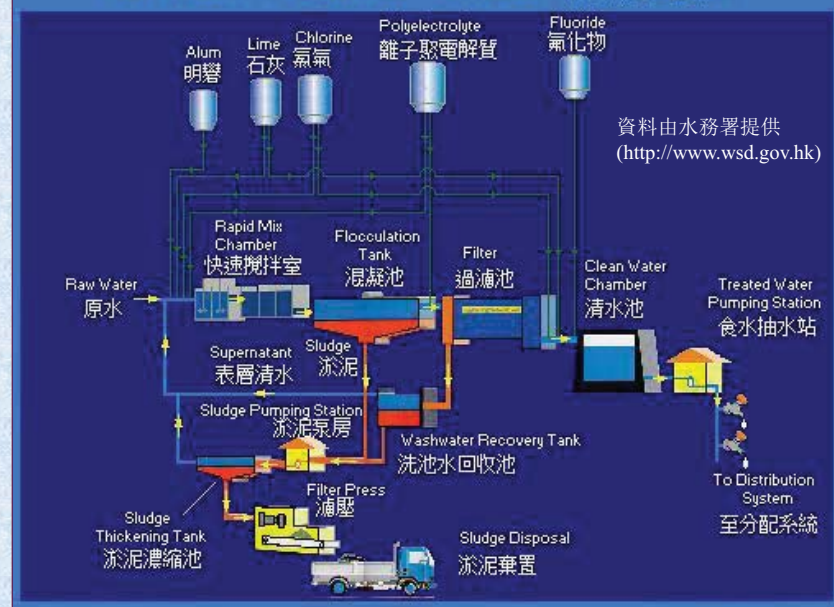 Alum
明礬
Lime
石灰
Chlorine
氯氣
Polyelectrolyte
離子聚電解質
Fluoride
氟化物
資料由水務署提供
(http://www.wsd.gov.hk)
Rapid Mix
Chamber
快速攪拌室
Flocculation
Tank
混凝池
Filter
過濾池
Clean Water
Chamber
清水池
Treated Water
Pumping Station
食水抽水站
Raw Water
原水
Supernatant
表層清水
Sludge
淤泥
Sludge Pumping Station
淤泥泵房
Washwater Recovery Tank
洗池水回收池
To Distribution
System
至分配系統
Filter Press
濾壓
Sludge
Thickening Tank
淤泥濃縮池
Sludge Disposal
淤泥棄置